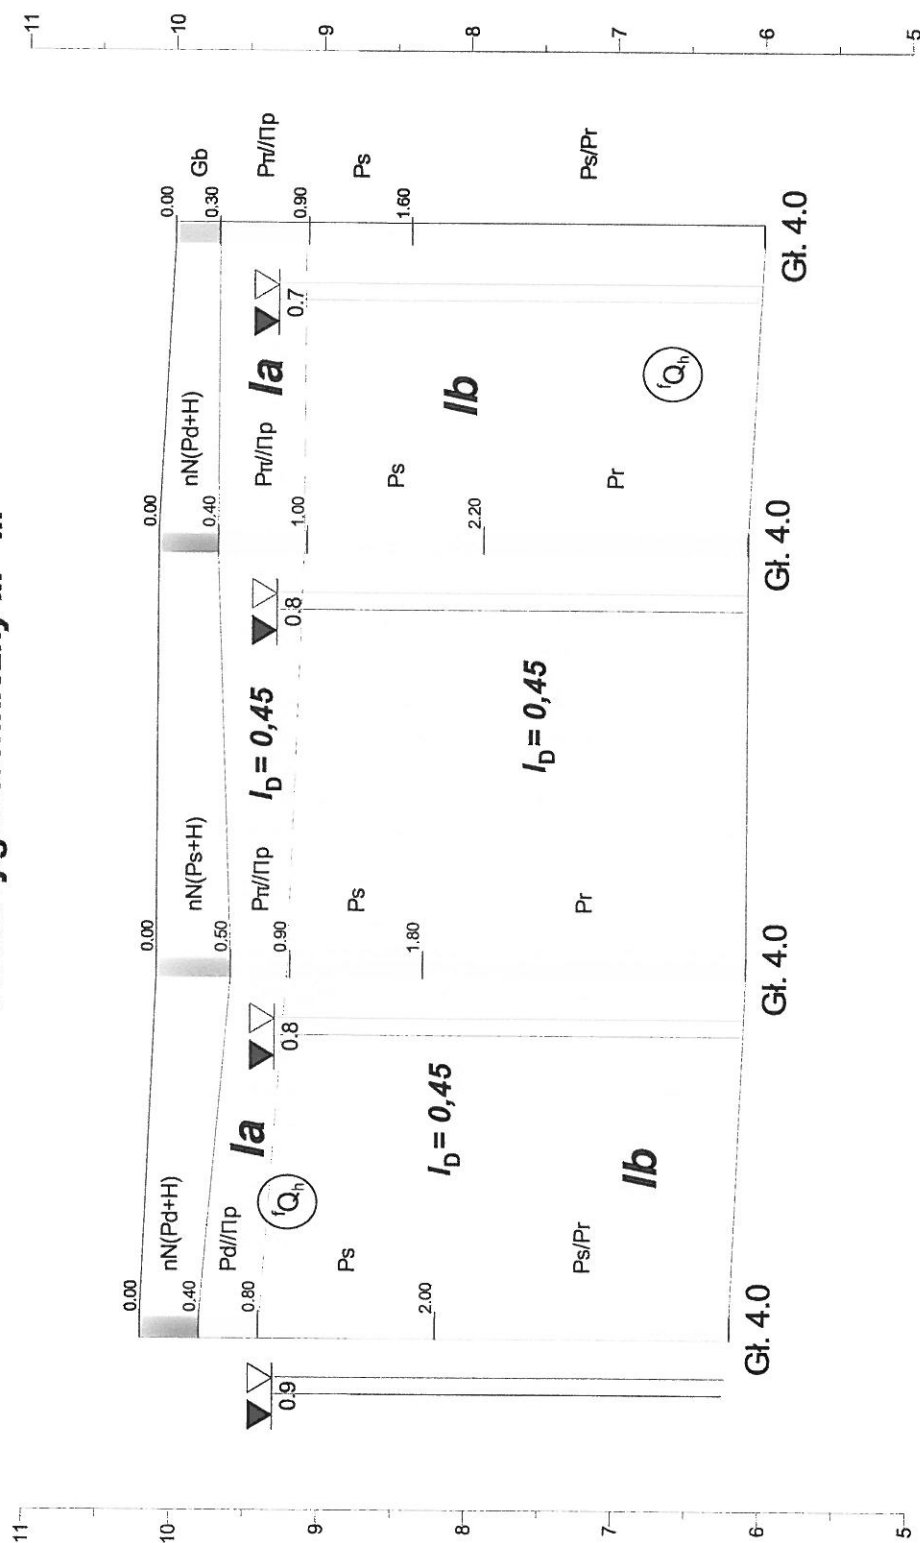 11
10
9
8
7
6
5
0.9
0.00
nN(Pd+H)
0.40
Pd//Πp
0.80
Ps
2.00
Ps/Pr
Gł. 4.0
Ia
fQh
ID = 0,45
Ib
0.8
0.00
nN(Ps+H)
0.50
Pπ//Πp
0.90
Ps
1.80
Pr
Gł. 4.0
ID = 0,45
ID = 0,45
0.8
0.00
nN(Pd+H)
0.40
Pπ//Πp
1.00
Ps
2.20
Pr
Gł. 4.0
Ia
Ib
fQh
0.7
0.00
Gb
0.30
Pπ//Πp
0.90
Ps
1.60
Ps/Pr
Gł. 4.0
11
10
9
8
7
6
5